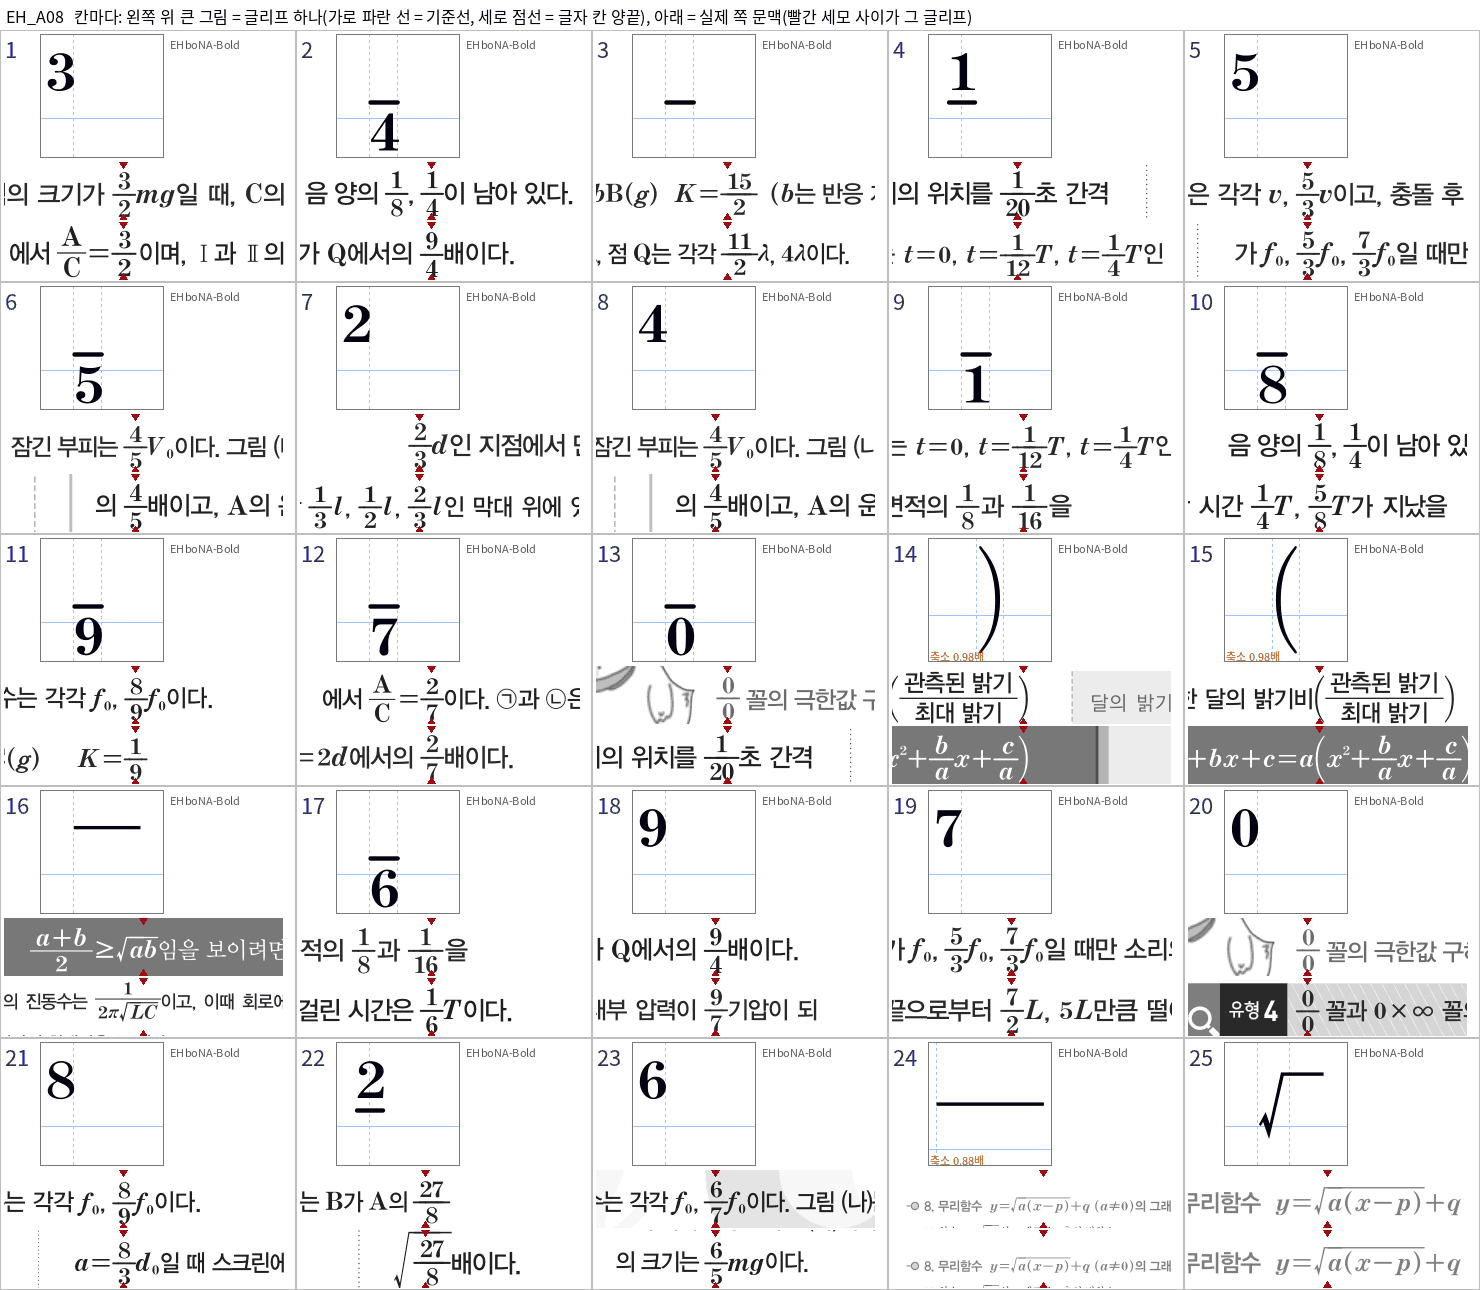 EH_A08 칸마다: 왼쪽 위 큰 그림 = 글리프 하나(가로 파란 선 = 기준선, 세로 점선 = 글자 칸 양끝), 아래 = 실제 쪽 문맥(빨간 세모 사이가 그 글리프)
1 EHboNA-Bold
3
의 크기가 3/2 mg일 때, C의
에서 A/C = 3/2 이며, Ⅰ과 Ⅱ의
2 EHboNA-Bold
4
음 양의 1/8, 1/4이 남아 있다.
가 Q에서의 9/4 배이다.
3 EHboNA-Bold
bB(g) K = 15/2 (b는 반응
, 점 Q는 각각 11/2 λ, 4λ이다.
4 EHboNA-Bold
1
의 위치를 1/20초 간격
t=0, t=1/12 T, t=1/4 T인
5 EHboNA-Bold
5
은 각각 v, 5/3 v이고, 충돌 후
가 f₀, 5/3 f₀, 7/3 f₀일 때만
6 EHboNA-Bold
5
잠긴 부피는 4/5 V₀이다. 그림 (
의 4/5 배이고, A의
7 EHboNA-Bold
2
2/3 d인 지점에서
1/3 l, 1/2 l, 2/3 l인 막대 위에
8 EHboNA-Bold
4
잠긴 부피는 4/5 V₀이다. 그림 (
의 4/5 배이고, A의 운
9 EHboNA-Bold
1
t=0, t=1/12 T, t=1/4 T인
면적의 1/8과 1/16을
10 EHboNA-Bold
8
음 양의 1/8, 1/4이 남아 있
시간 1/4 T, 5/8 T가 지났을
11 EHboNA-Bold
9
수는 각각 f₀, 8/9 f₀이다.
(g) K = 1/9
12 EHboNA-Bold
7
에서 A/C = 2/7이다. ㉠과 ㉡은
=2d에서의 2/7 배이다.
13 EHboNA-Bold
0
0/0 꼴의 극한값 구
의 위치를 1/20초 간격
14 EHboNA-Bold
)
축소 0.98배
(관측된 밝기/최대 밝기) 달의 밝기
x²+b/a x+c/a)
15 EHboNA-Bold
(
축소 0.98배
한 달의 밝기비(관측된 밝기/최대 밝기)
+bx+c=a(x²+b/a x+c/a)
16 EHboNA-Bold
a+b/2 ≥ √ab임을 보이려면
의 진동수는 1/2π√LC이고, 이때 회로에
17 EHboNA-Bold
6
적의 1/8과 1/16을
걸린 시간은 1/6 T이다.
18 EHboNA-Bold
9
Q에서의 9/4배이다.
내부 압력이 9/7기압이 되
19 EHboNA-Bold
7
가 f₀, 5/3 f₀, 7/3 f₀일 때만 소리
끝으로부터 7/2 L, 5L만큼 떨
20 EHboNA-Bold
0
0/0 꼴의 극한값 구하
유형 4 0/0 꼴과 0×∞ 꼴
21 EHboNA-Bold
8
는 각각 f₀, 8/9 f₀이다.
a=8/3 d₀일 때 스크린에
22 EHboNA-Bold
2
는 B가 A의 27/8
√27/8 배이다.
23 EHboNA-Bold
6
는 각각 f₀, 6/7 f₀이다. 그림 (나)
의 크기는 6/5 mg이다.
24 EHboNA-Bold
축소 0.88배
8. 무리함수 y=√a(x−p)+q (a≠0)의 그래
8. 무리함수 y=√a(x−p)+q (a≠0)의 그래
25 EHboNA-Bold
√
무리함수 y=√a(x−p)+q
무리함수 y=√a(x−p)+q